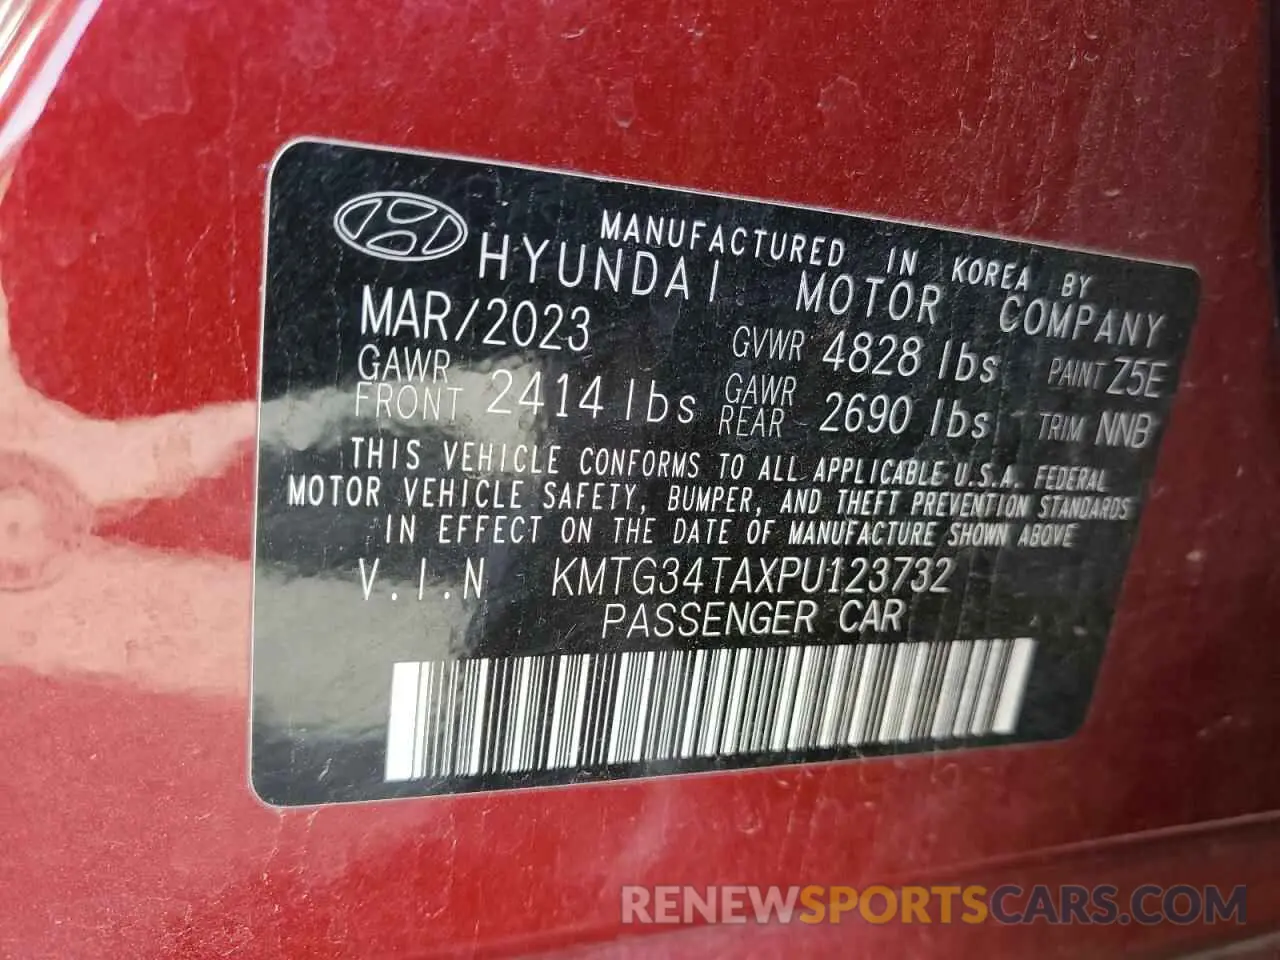 MANUFACTURED IN KOREA BY
HYUNDAI MOTOR COMPANY
MAR/2023 GVWR 4828 lbs PAINT Z5E
GAWR FRONT 2414 lbs GAWR REAR 2690 lbs TRIM NNB
THIS VEHICLE CONFORMS TO ALL APPLICABLE U.S.A. FEDERAL
MOTOR VEHICLE SAFETY, BUMPER, AND THEFT PREVENTION STANDARDS
IN EFFECT ON THE DATE OF MANUFACTURE SHOWN ABOVE
V.I.N KMTG34TAXPU123732
PASSENGER CAR
RENEWSPORTSCARS.COM